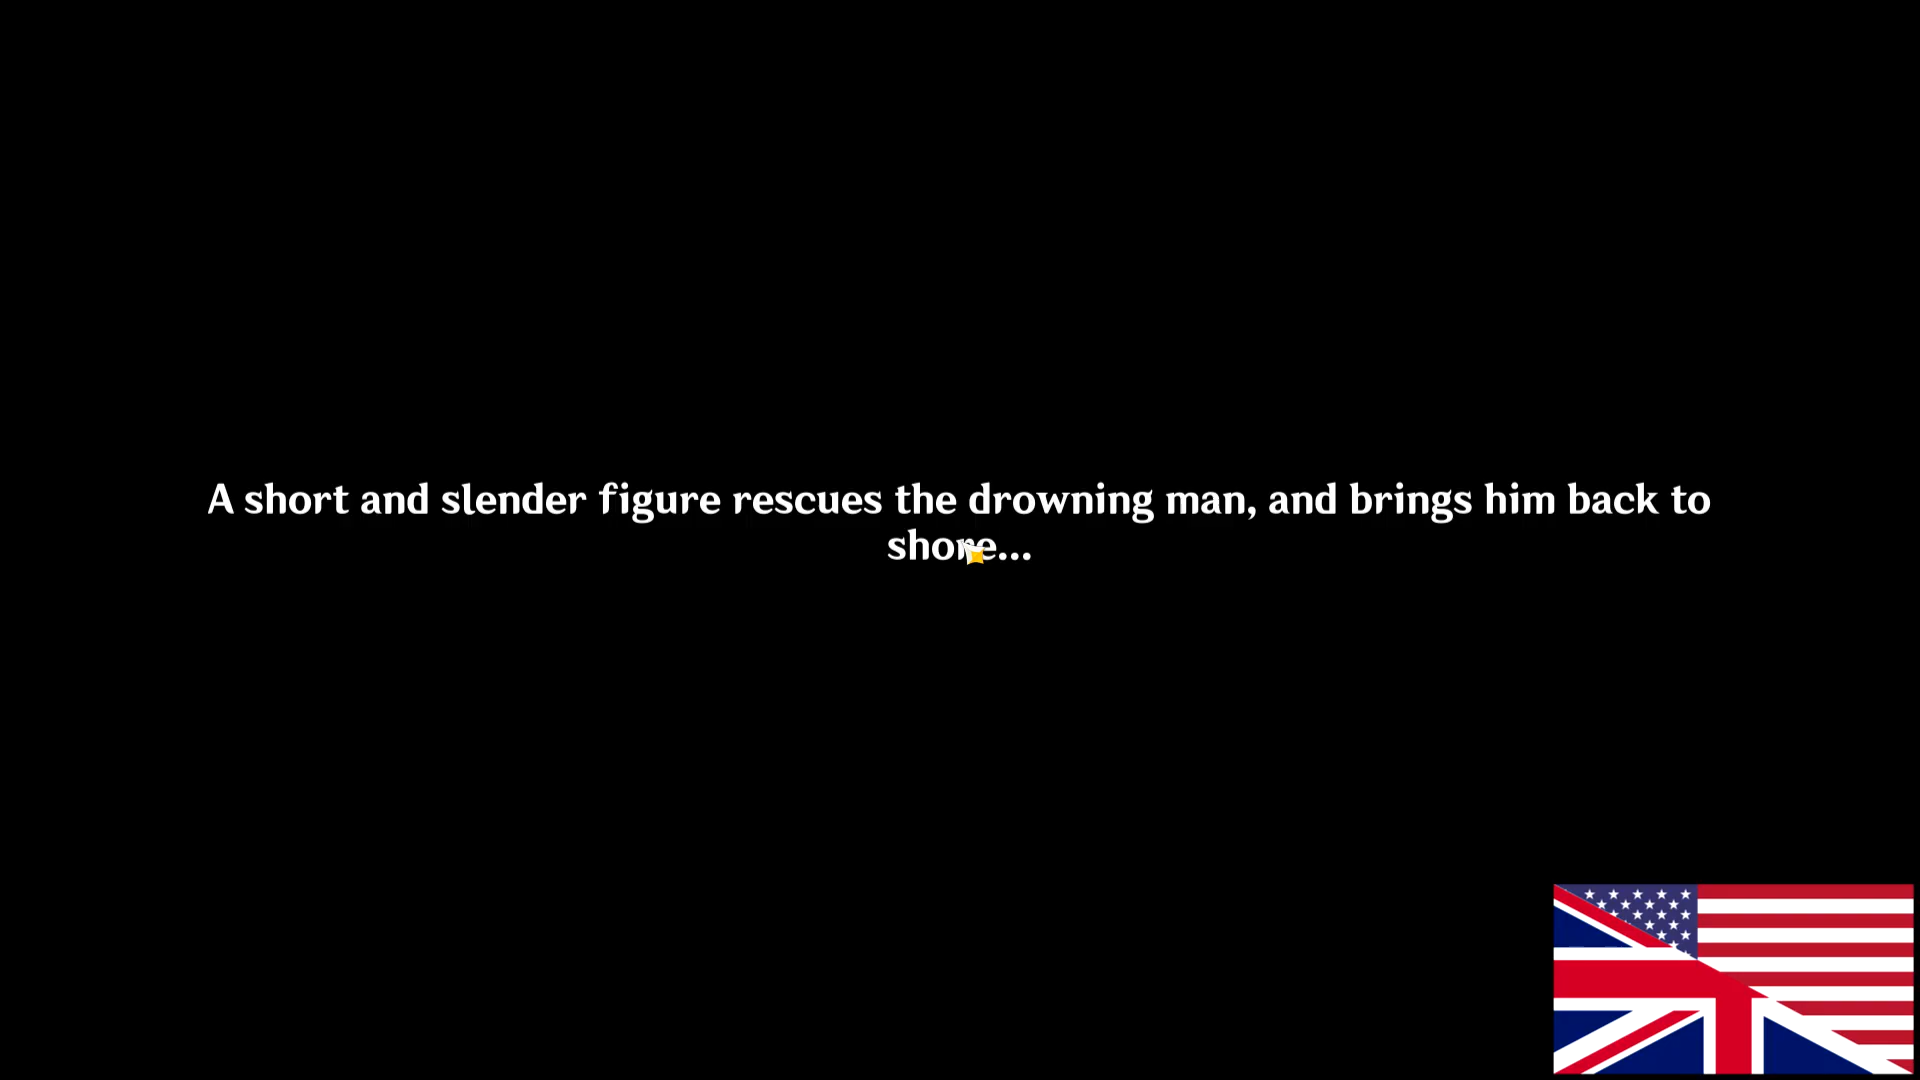 A short and slender figure rescues the drowning man, and brings him back to
shore...